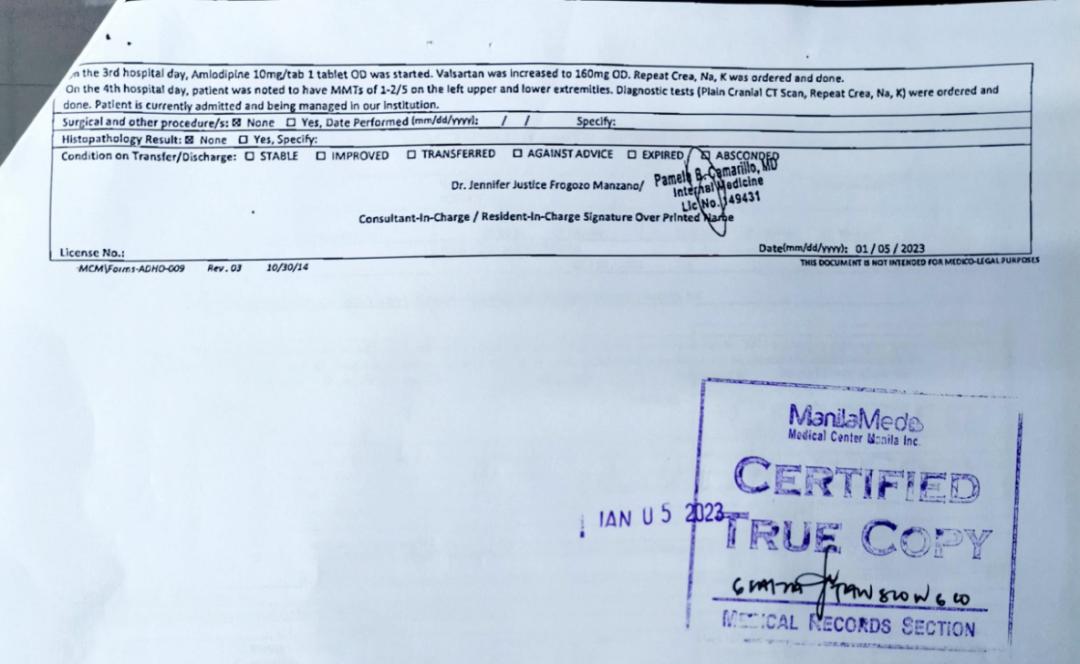 n the 3rd hospital day, Amlodipine 10mg/tab 1 tablet OD was started. Valsartan was increased to 160mg OD. Repeat Crea, Na, K was ordered and done.
On the 4th hospital day, patient was noted to have MMTs of 1-2/5 on the left upper and lower extremities. Diagnostic tests (Plain Cranial CT Scan, Repeat Crea, Na, K) were ordered and
done. Patient is currently admitted and being managed in our institution.
Surgical and other procedure/s: ☒ None ☐ Yes, Date Performed (mm/dd/yyyy): / / Specify:
Histopathology Result: ☒ None ☐ Yes, Specify:
Condition on Transfer/Discharge: ☐ STABLE ☐ IMPROVED ☐ TRANSFERRED ☐ AGAINST ADVICE ☐ EXPIRED ☐ ABSCONDED
Dr. Jennifer Justice Frogozo Manzano/ Pamela B. Camarillo, MD
Internal Medicine
Lic No. 149431
Consultant-In-Charge / Resident-In-Charge Signature Over Printed Name
License No.: Date(mm/dd/yyyy): 01/05/2023
MCM\Forms-ADHO-009 Rev. 03 10/30/14 THIS DOCUMENT IS NOT INTENDED FOR MEDICO-LEGAL PURPOSES
ManilaMed
Medical Center Manila Inc.
CERTIFIED
JAN 05 2023
TRUE COPY
MEDICAL RECORDS SECTION